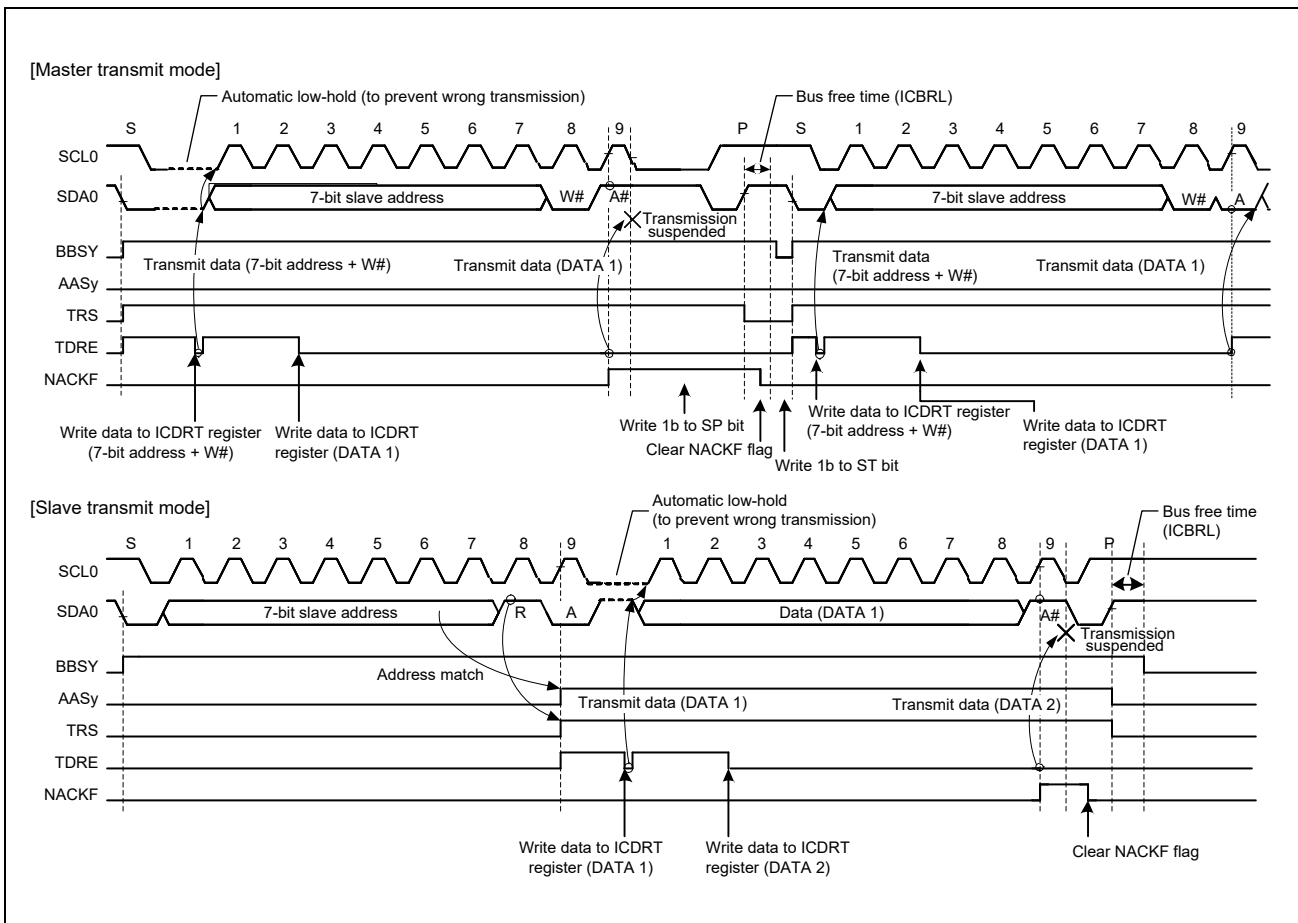 [Master transmit mode]
Automatic low-hold (to prevent wrong transmission)
Bus free time (ICBRL)
S 1 2 3 4 5 6 7 8 9 P S 1 2 3 4 5 6 7 8 9
SCL0
SDA0 7-bit slave address W# A# 7-bit slave address W# A
Transmission
suspended
BBSY
Transmit data (7-bit address + W#) Transmit data (DATA 1) Transmit data
(7-bit address + W#) Transmit data (DATA 1)
AASy
TRS
TDRE
NACKF
Write data to ICDRT register
(7-bit address + W#)
Write data to ICDRT
register (DATA 1)
Write 1b to SP bit
Clear NACKF flag
Write 1b to ST bit
Write data to ICDRT register
(7-bit address + W#)
Write data to ICDRT
register (DATA 1)
[Slave transmit mode]
Automatic low-hold
(to prevent wrong transmission)
Bus free time
(ICBRL)
S 1 2 3 4 5 6 7 8 9 1 2 3 4 5 6 7 8 9 P
SCL0
SDA0 7-bit slave address R A Data (DATA 1) A#
Transmission
suspended
BBSY
Address match
AASy Transmit data (DATA 1) Transmit data (DATA 2)
TRS
TDRE
NACKF
Write data to ICDRT
register (DATA 1)
Write data to ICDRT
register (DATA 2)
Clear NACKF flag